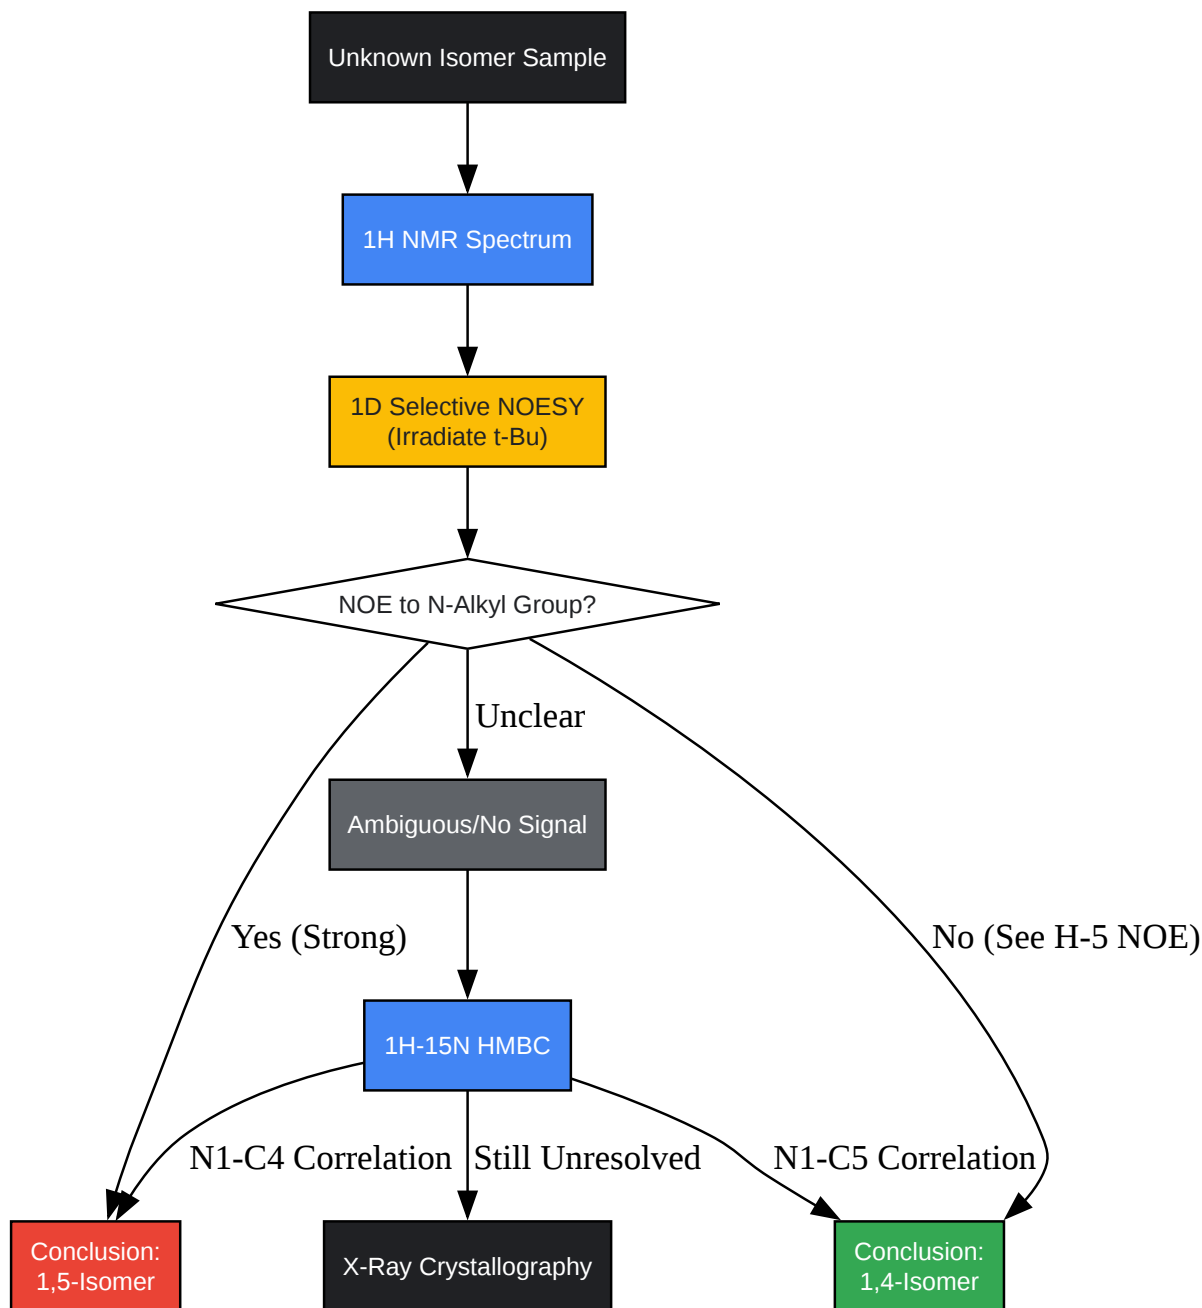 Unknown Isomer Sample
1H NMR Spectrum
1D Selective NOESY
(Irradiate t-Bu)
NOE to N-Alkyl Group?
Unclear
Ambiguous/No Signal
Yes (Strong)
No (See H-5 NOE)
1H-15N HMBC
N1-C4 Correlation
Still Unresolved
N1-C5 Correlation
Conclusion:
1,5-Isomer
X-Ray Crystallography
Conclusion:
1,4-Isomer